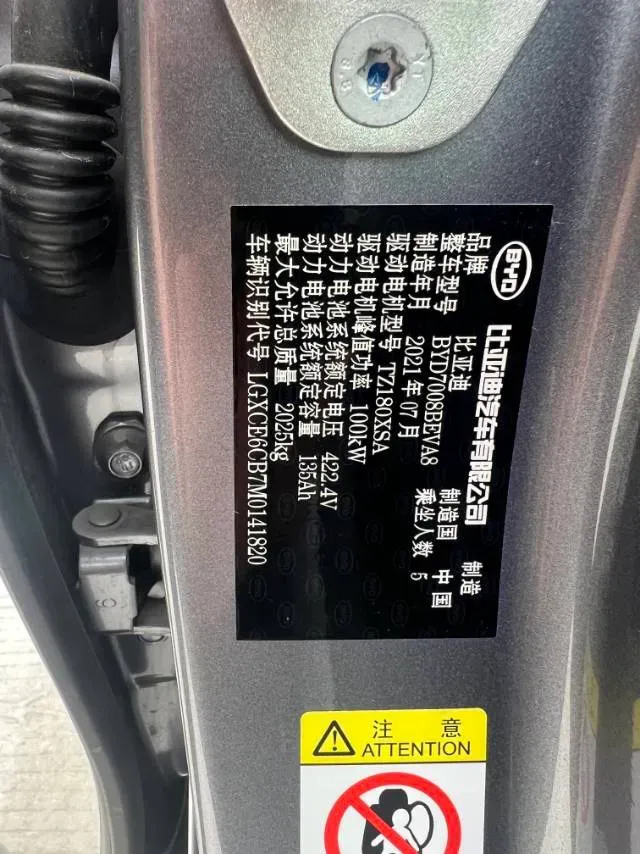 BYD 比亚迪汽车有限公司 制造
品牌 比亚迪 制造国 中国
整车型号 BYD7008BEVA8 乘坐人数 5
制造年月 2021年07月
驱动电机型号 TZ180XSA
驱动电机峰值功率 100kW
动力电池系统额定电压 422.4V
动力电池系统额定容量 135Ah
最大允许总质量 2025kg
车辆识别代号 LGXCE6CB7M0141820
注意
ATTENTION